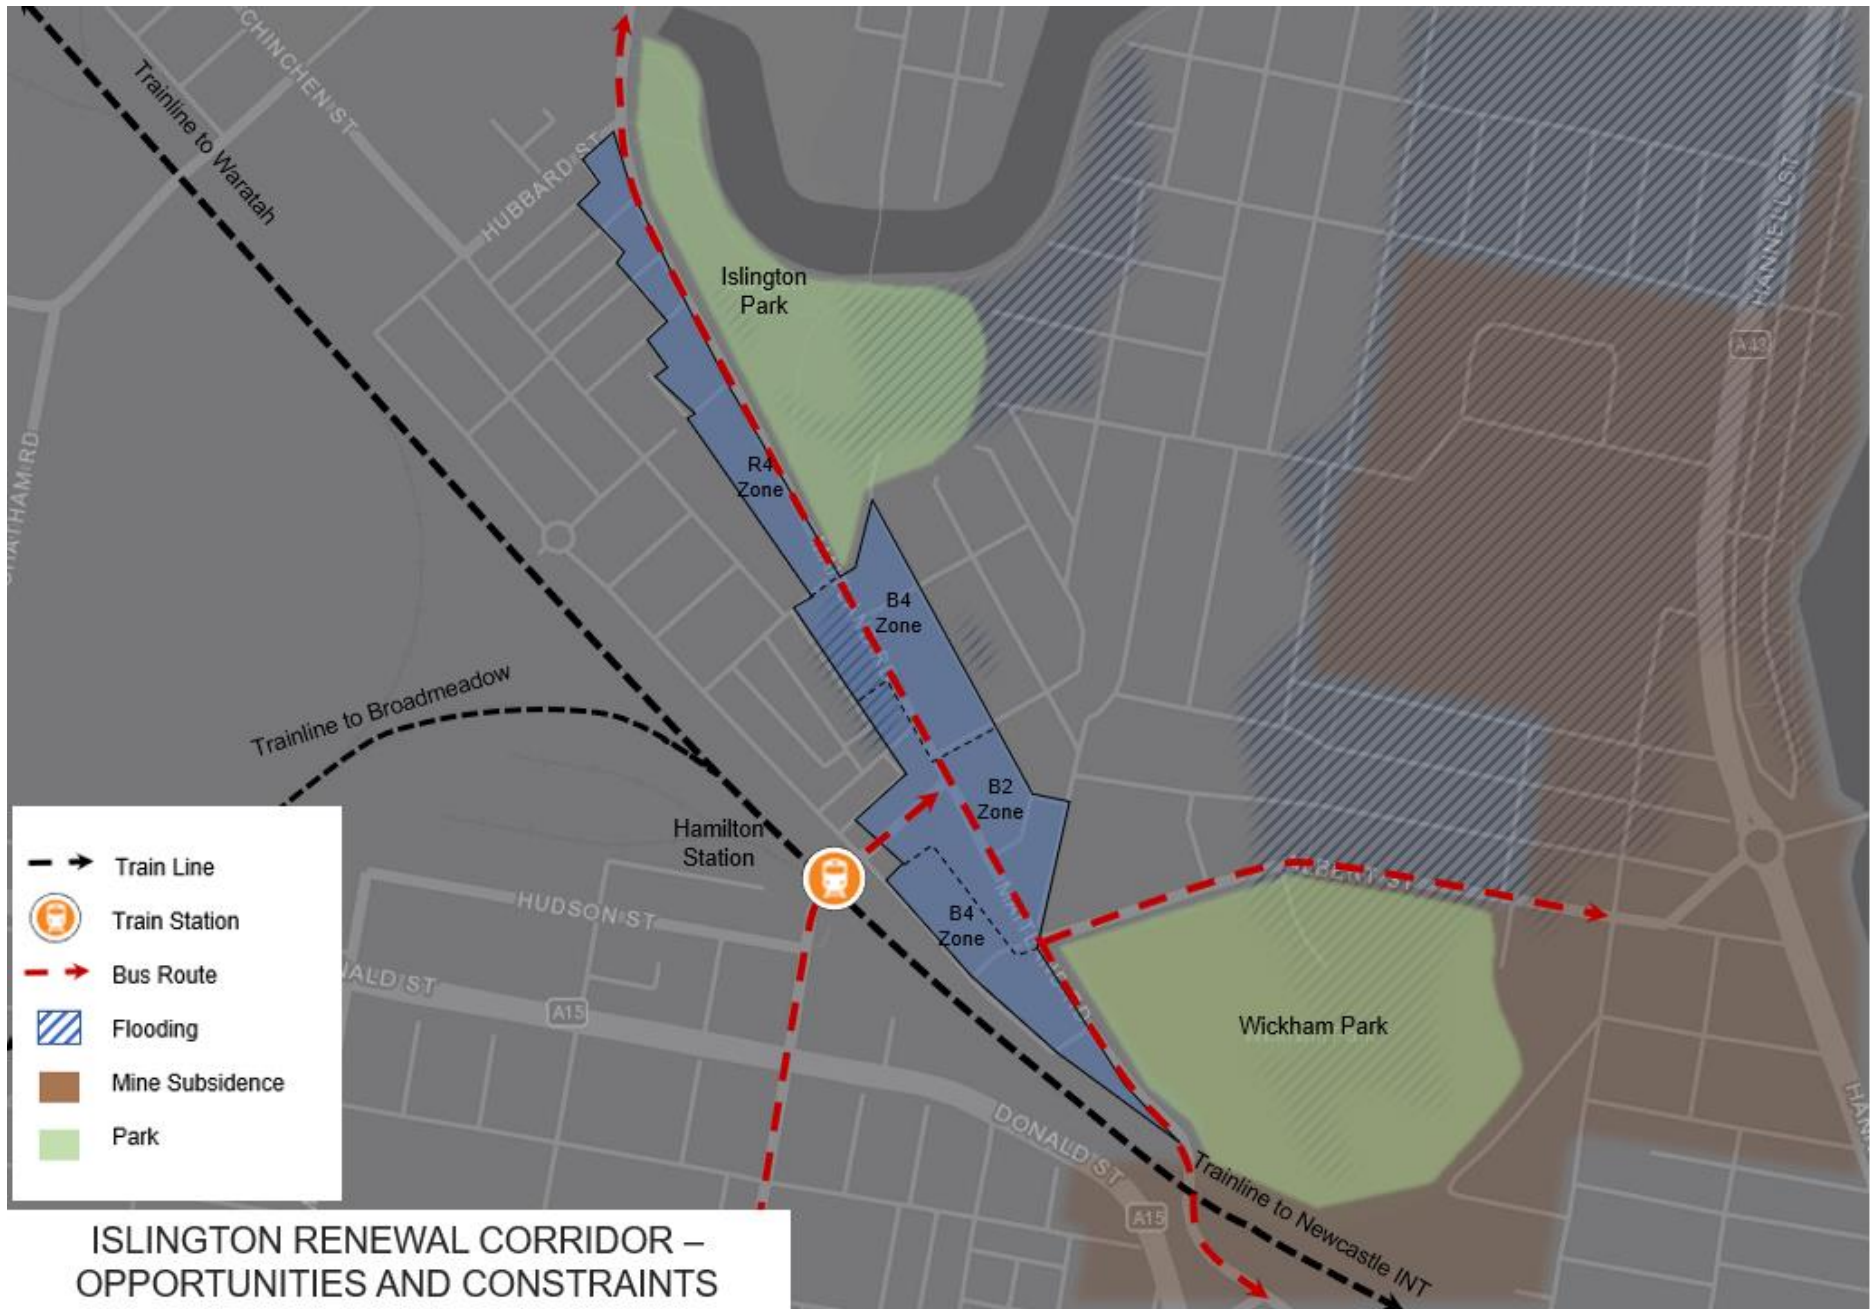 CHINCHEN ST
Trainline to Waratah
HUBBARD ST
HANNELL ST
Islington
Park
A43
R4
Zone
B4
Zone
Trainline to Broadmeadow
B2
Zone
Hamilton
Station
ALBERT ST
HUDSON ST
B4
Zone
A15
Wickham Park
DONALD ST
A15
Trainline to Newcastle INT
Train Line
Train Station
Bus Route
Flooding
Mine Subsidence
Park
ISLINGTON RENEWAL CORRIDOR –
OPPORTUNITIES AND CONSTRAINTS